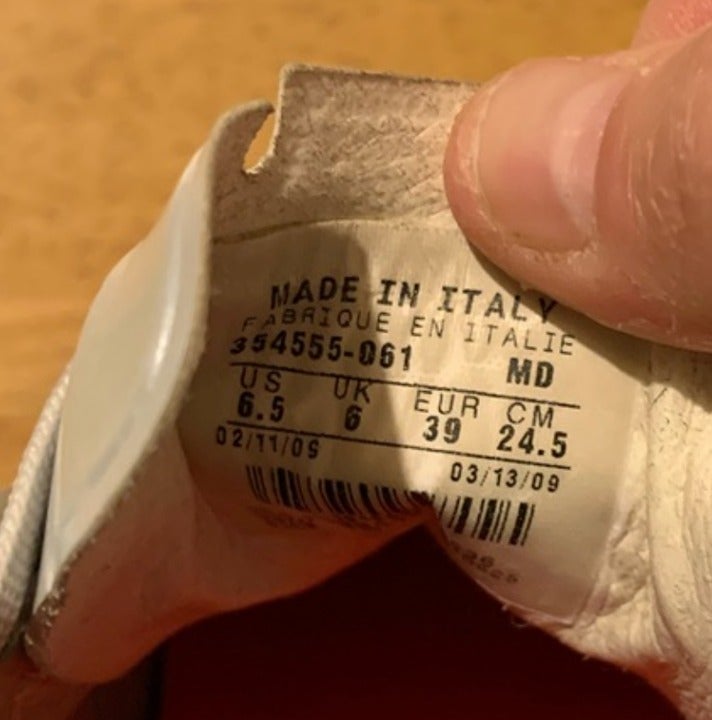 MADE IN ITALY
FABRIQUE EN ITALIE
354555-061 MD
US UK EUR CM
6.5 6 39 24.5
02/11/09 03/13/09